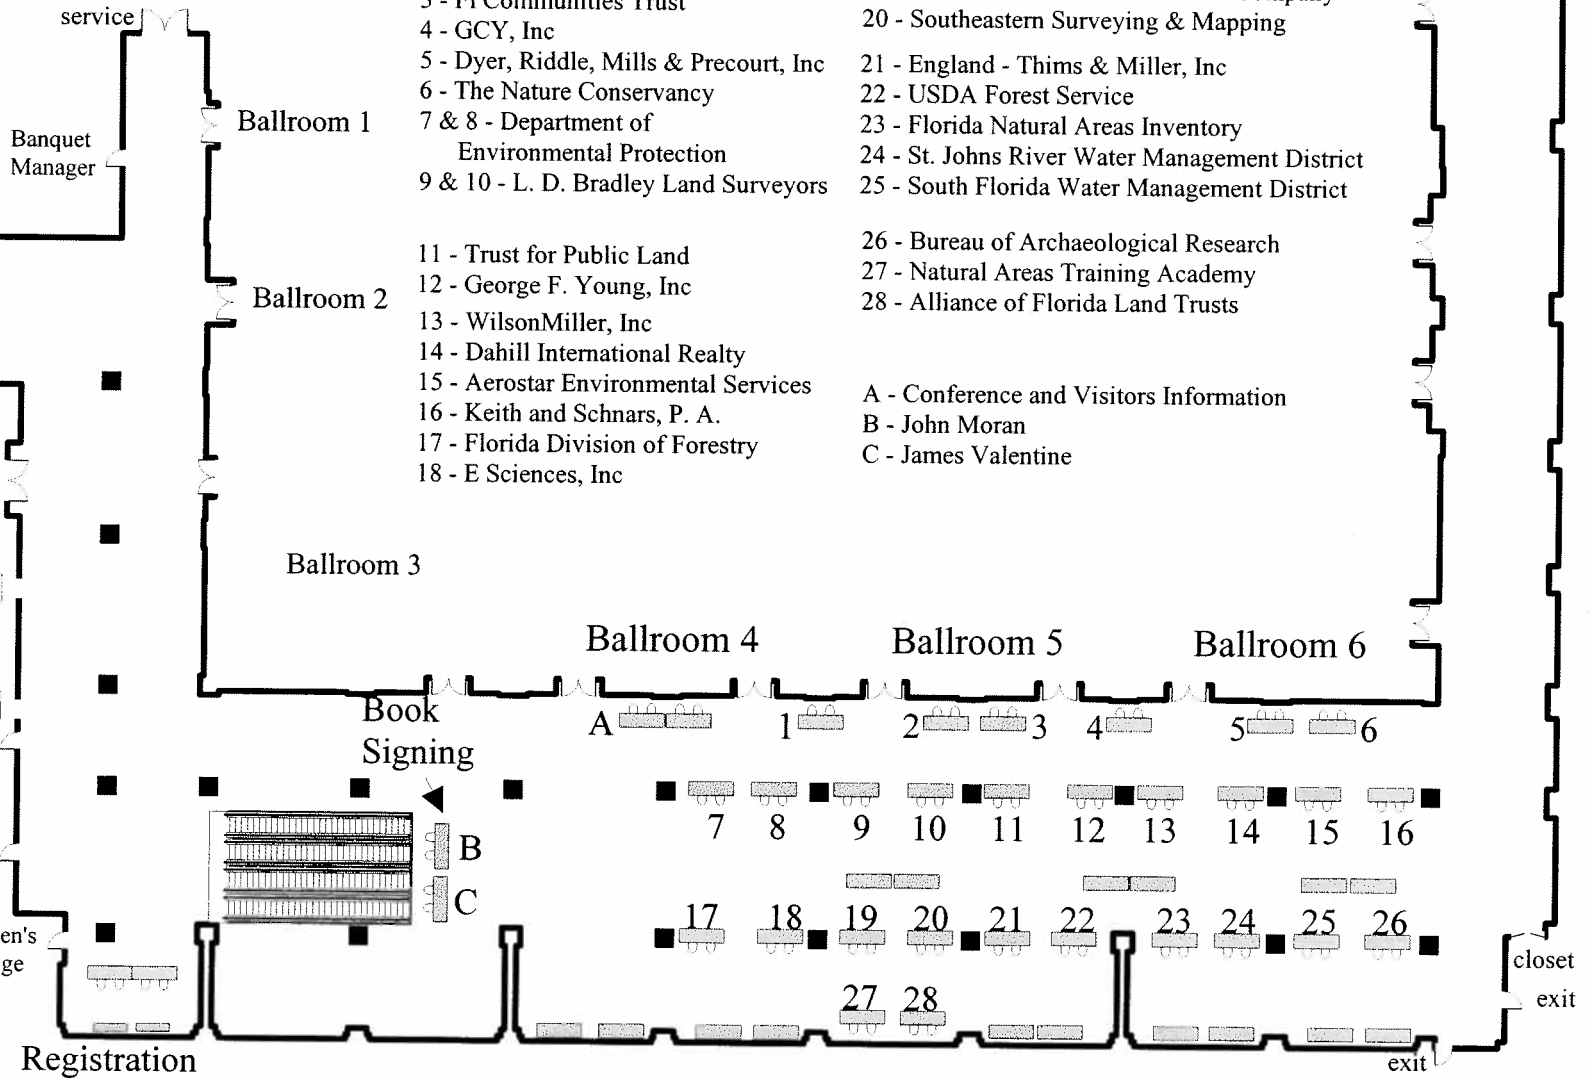 service
4 - GCY, Inc
5 - Dyer, Riddle, Mills & Precourt, Inc
6 - The Nature Conservancy
7 & 8 - Department of
Environmental Protection
9 & 10 - L. D. Bradley Land Surveyors
11 - Trust for Public Land
12 - George F. Young, Inc
13 - WilsonMiller, Inc
14 - Dahill International Realty
15 - Aerostar Environmental Services
16 - Keith and Schnars, P. A.
17 - Florida Division of Forestry
18 - E Sciences, Inc
20 - Southeastern Surveying & Mapping
21 - England - Thims & Miller, Inc
22 - USDA Forest Service
23 - Florida Natural Areas Inventory
24 - St. Johns River Water Management District
25 - South Florida Water Management District
26 - Bureau of Archaeological Research
27 - Natural Areas Training Academy
28 - Alliance of Florida Land Trusts
A - Conference and Visitors Information
B - John Moran
C - James Valentine
Banquet
Manager
Ballroom 1
Ballroom 2
Ballroom 3
Ballroom 4 Ballroom 5 Ballroom 6
Book
Signing
A 1 2 3 4 5 6
7 8 9 10 11 12 13 14 15 16
B
C
17 18 19 20 21 22 23 24 25 26
27 28
en's
ge
closet
exit
Registration
exit